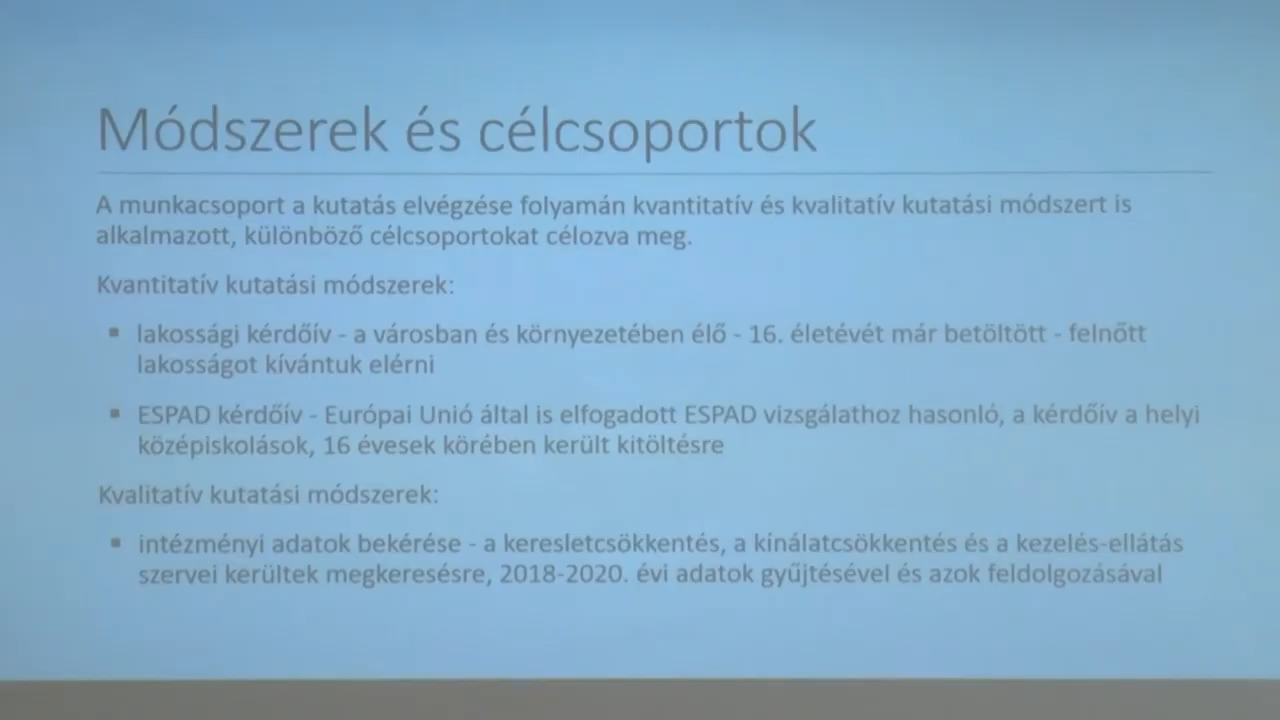 Módszerek és célcsoportok
A munkacsoport a kutatás elvégzése folyamán kvantitatív és kvalitatív kutatási módszert is
alkalmazott, különböző célcsoportokat célozva meg.
Kvantitatív kutatási módszerek:
▪ lakossági kérdőív - a városban és környezetében élő - 16. életévét már betöltött - felnőtt
lakosságot kívántuk elérni
▪ ESPAD kérdőív - Európai Unió által is elfogadott ESPAD vizsgálathoz hasonló, a kérdőív a helyi
középiskolások, 16 évesek körében került kitöltésre
Kvalitatív kutatási módszerek:
▪ intézményi adatok bekérése - a keresletcsökkentés, a kínálatcsökkentés és a kezelés-ellátás
szervei kerültek megkeresésre, 2018-2020. évi adatok gyűjtésével és azok feldolgozásával